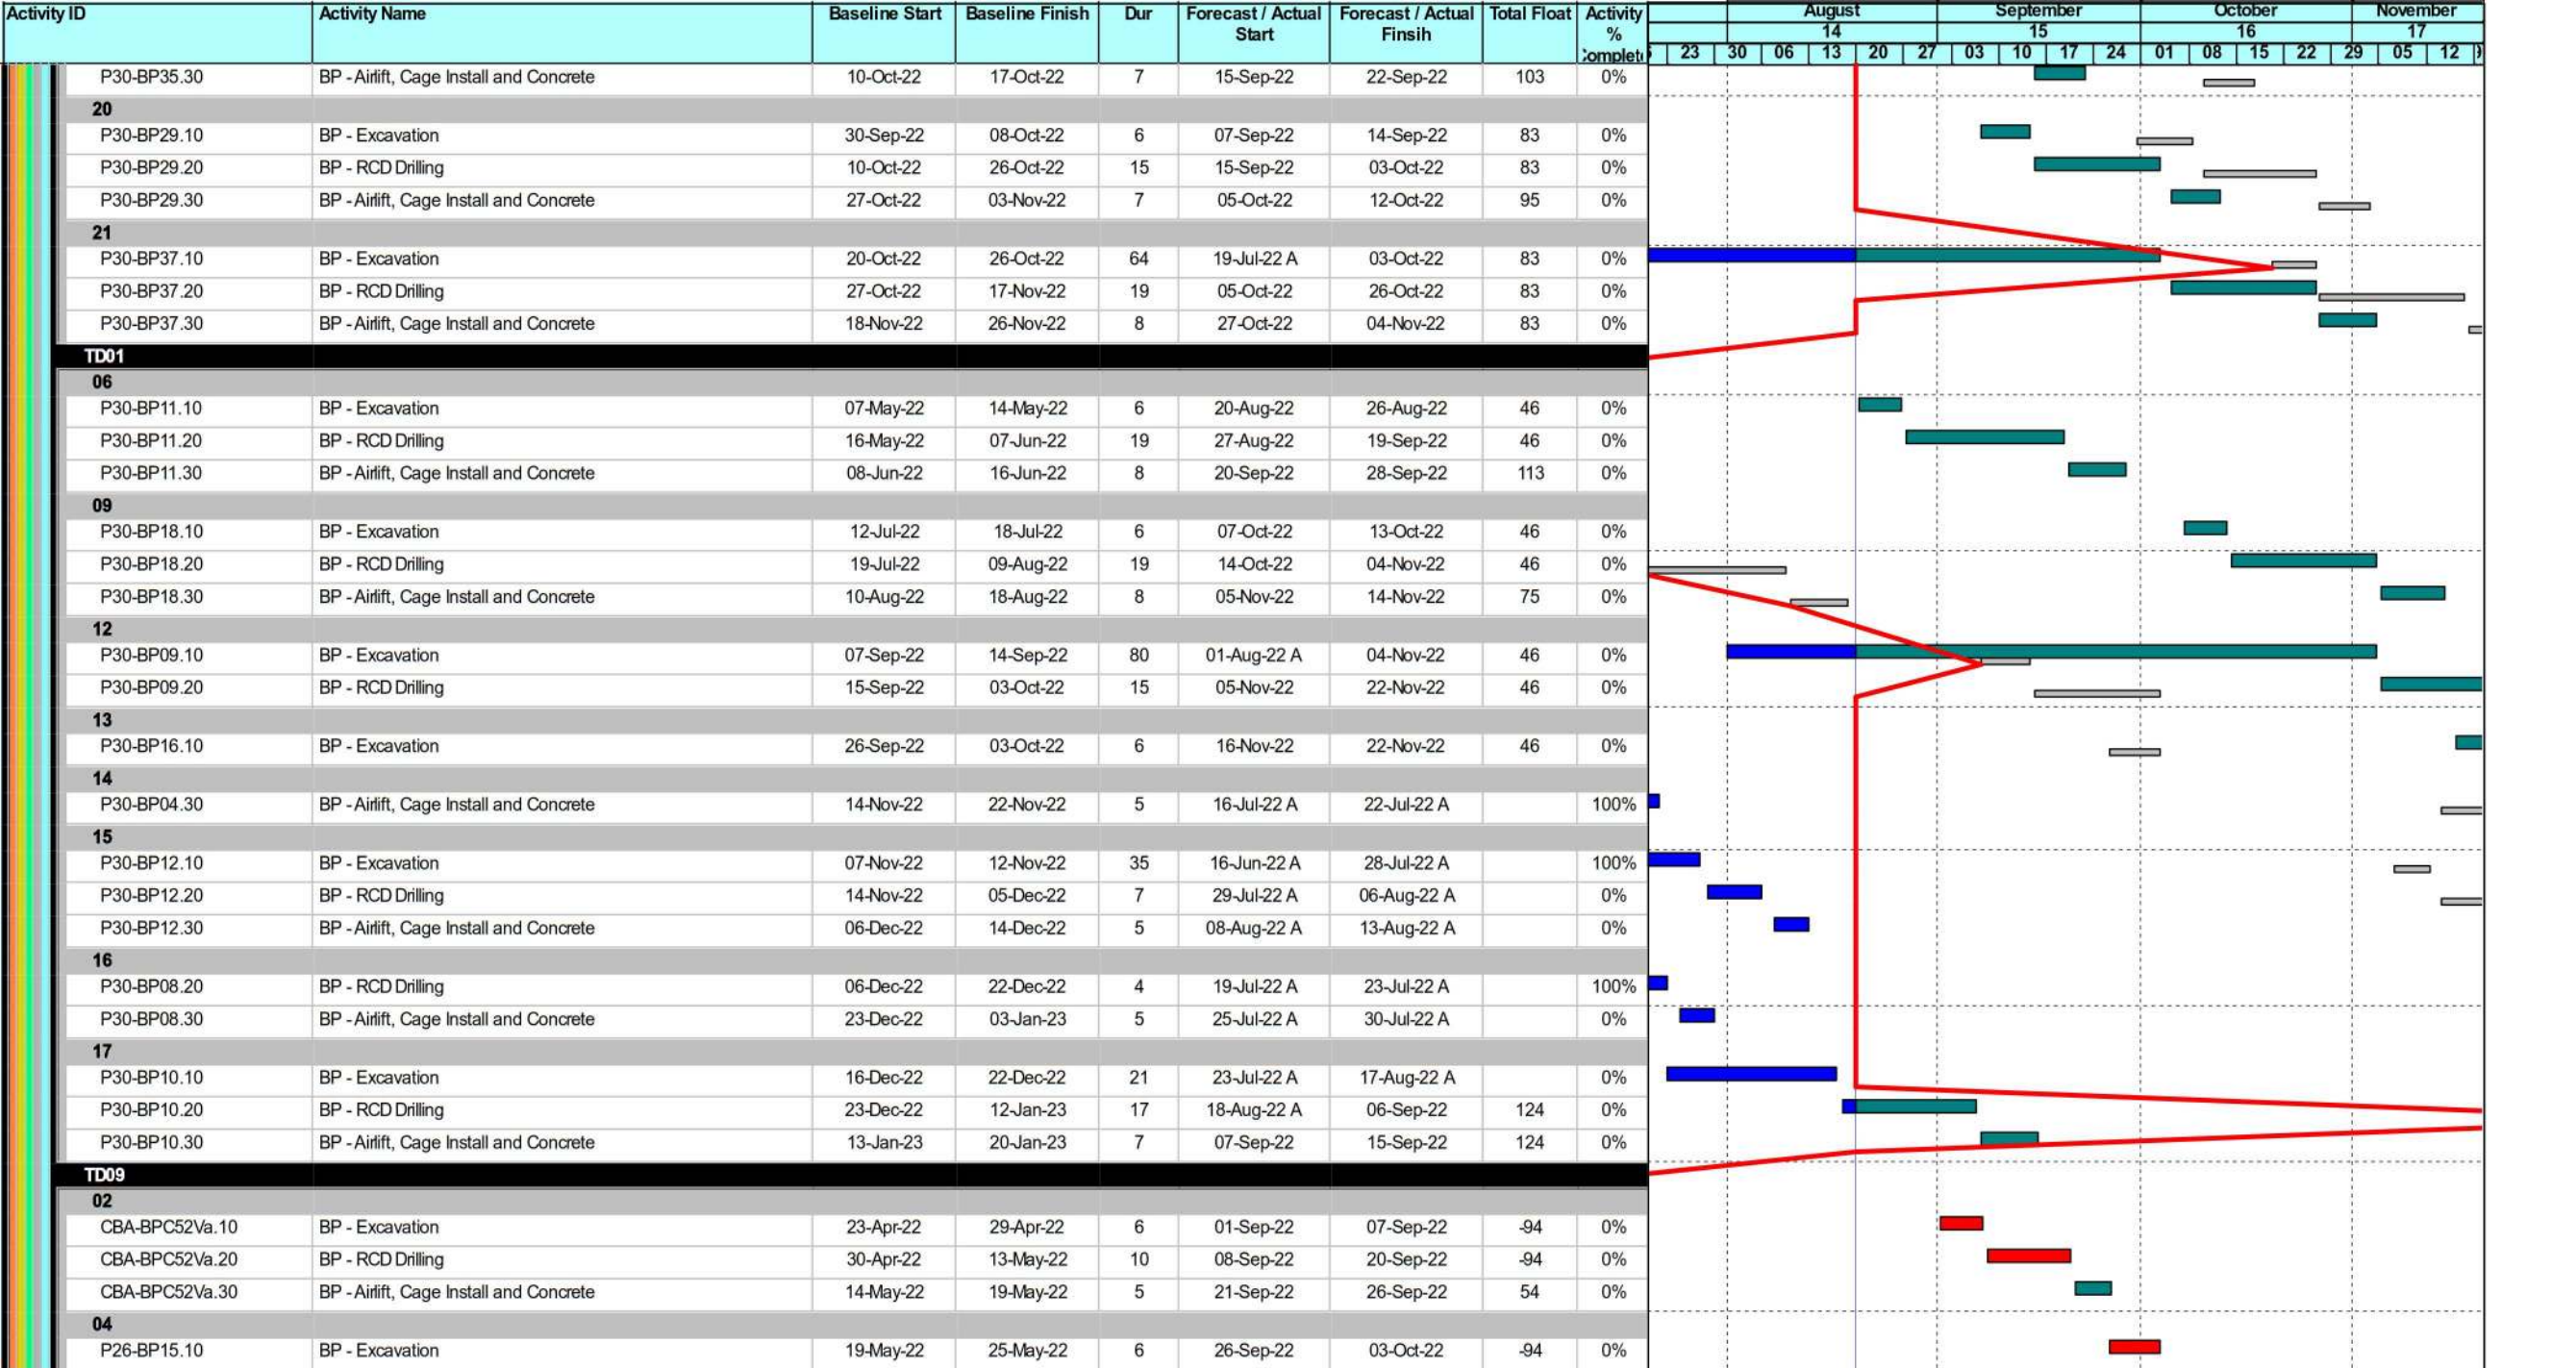 Activity ID Activity Name Baseline Start Baseline Finish Dur Forecast / Actual Start Forecast / Actual Finsih Total Float Activity % August September October November
14 15 16 17
23 30 06 13 20 27 03 10 17 24 01 08 15 22 29 05 12
P30-BP35.30 BP - Airlift, Cage Install and Concrete 10-Oct-22 17-Oct-22 7 15-Sep-22 22-Sep-22 103 0%
20
P30-BP29.10 BP - Excavation 30-Sep-22 08-Oct-22 6 07-Sep-22 14-Sep-22 83 0%
P30-BP29.20 BP - RCD Drilling 10-Oct-22 26-Oct-22 15 15-Sep-22 03-Oct-22 83 0%
P30-BP29.30 BP - Airlift, Cage Install and Concrete 27-Oct-22 03-Nov-22 7 05-Oct-22 12-Oct-22 95 0%
21
P30-BP37.10 BP - Excavation 20-Oct-22 26-Oct-22 64 19-Jul-22 A 03-Oct-22 83 0%
P30-BP37.20 BP - RCD Drilling 27-Oct-22 17-Nov-22 19 05-Oct-22 26-Oct-22 83 0%
P30-BP37.30 BP - Airlift, Cage Install and Concrete 18-Nov-22 26-Nov-22 8 27-Oct-22 04-Nov-22 83 0%
TD01
06
P30-BP11.10 BP - Excavation 07-May-22 14-May-22 6 20-Aug-22 26-Aug-22 46 0%
P30-BP11.20 BP - RCD Drilling 16-May-22 07-Jun-22 19 27-Aug-22 19-Sep-22 46 0%
P30-BP11.30 BP - Airlift, Cage Install and Concrete 08-Jun-22 16-Jun-22 8 20-Sep-22 28-Sep-22 113 0%
09
P30-BP18.10 BP - Excavation 12-Jul-22 18-Jul-22 6 07-Oct-22 13-Oct-22 46 0%
P30-BP18.20 BP - RCD Drilling 19-Jul-22 09-Aug-22 19 14-Oct-22 04-Nov-22 46 0%
P30-BP18.30 BP - Airlift, Cage Install and Concrete 10-Aug-22 18-Aug-22 8 05-Nov-22 14-Nov-22 75 0%
12
P30-BP09.10 BP - Excavation 07-Sep-22 14-Sep-22 80 01-Aug-22 A 04-Nov-22 46 0%
P30-BP09.20 BP - RCD Drilling 15-Sep-22 03-Oct-22 15 05-Nov-22 22-Nov-22 46 0%
13
P30-BP16.10 BP - Excavation 26-Sep-22 03-Oct-22 6 16-Nov-22 22-Nov-22 46 0%
14
P30-BP04.30 BP - Airlift, Cage Install and Concrete 14-Nov-22 22-Nov-22 5 16-Jul-22 A 22-Jul-22 A 100%
15
P30-BP12.10 BP - Excavation 07-Nov-22 12-Nov-22 35 16-Jun-22 A 28-Jul-22 A 100%
P30-BP12.20 BP - RCD Drilling 14-Nov-22 05-Dec-22 7 29-Jul-22 A 06-Aug-22 A 0%
P30-BP12.30 BP - Airlift, Cage Install and Concrete 06-Dec-22 14-Dec-22 5 08-Aug-22 A 13-Aug-22 A 0%
16
P30-BP08.20 BP - RCD Drilling 06-Dec-22 22-Dec-22 4 19-Jul-22 A 23-Jul-22 A 100%
P30-BP08.30 BP - Airlift, Cage Install and Concrete 23-Dec-22 03-Jan-23 5 25-Jul-22 A 30-Jul-22 A 0%
17
P30-BP10.10 BP - Excavation 16-Dec-22 22-Dec-22 21 23-Jul-22 A 17-Aug-22 A 0%
P30-BP10.20 BP - RCD Drilling 23-Dec-22 12-Jan-23 17 18-Aug-22 A 06-Sep-22 124 0%
P30-BP10.30 BP - Airlift, Cage Install and Concrete 13-Jan-23 20-Jan-23 7 07-Sep-22 15-Sep-22 124 0%
TD09
02
CBA-BPC52Va.10 BP - Excavation 23-Apr-22 29-Apr-22 6 01-Sep-22 07-Sep-22 -94 0%
CBA-BPC52Va.20 BP - RCD Drilling 30-Apr-22 13-May-22 10 08-Sep-22 20-Sep-22 -94 0%
CBA-BPC52Va.30 BP - Airlift, Cage Install and Concrete 14-May-22 19-May-22 5 21-Sep-22 26-Sep-22 54 0%
04
P26-BP15.10 BP - Excavation 19-May-22 25-May-22 6 26-Sep-22 03-Oct-22 -94 0%